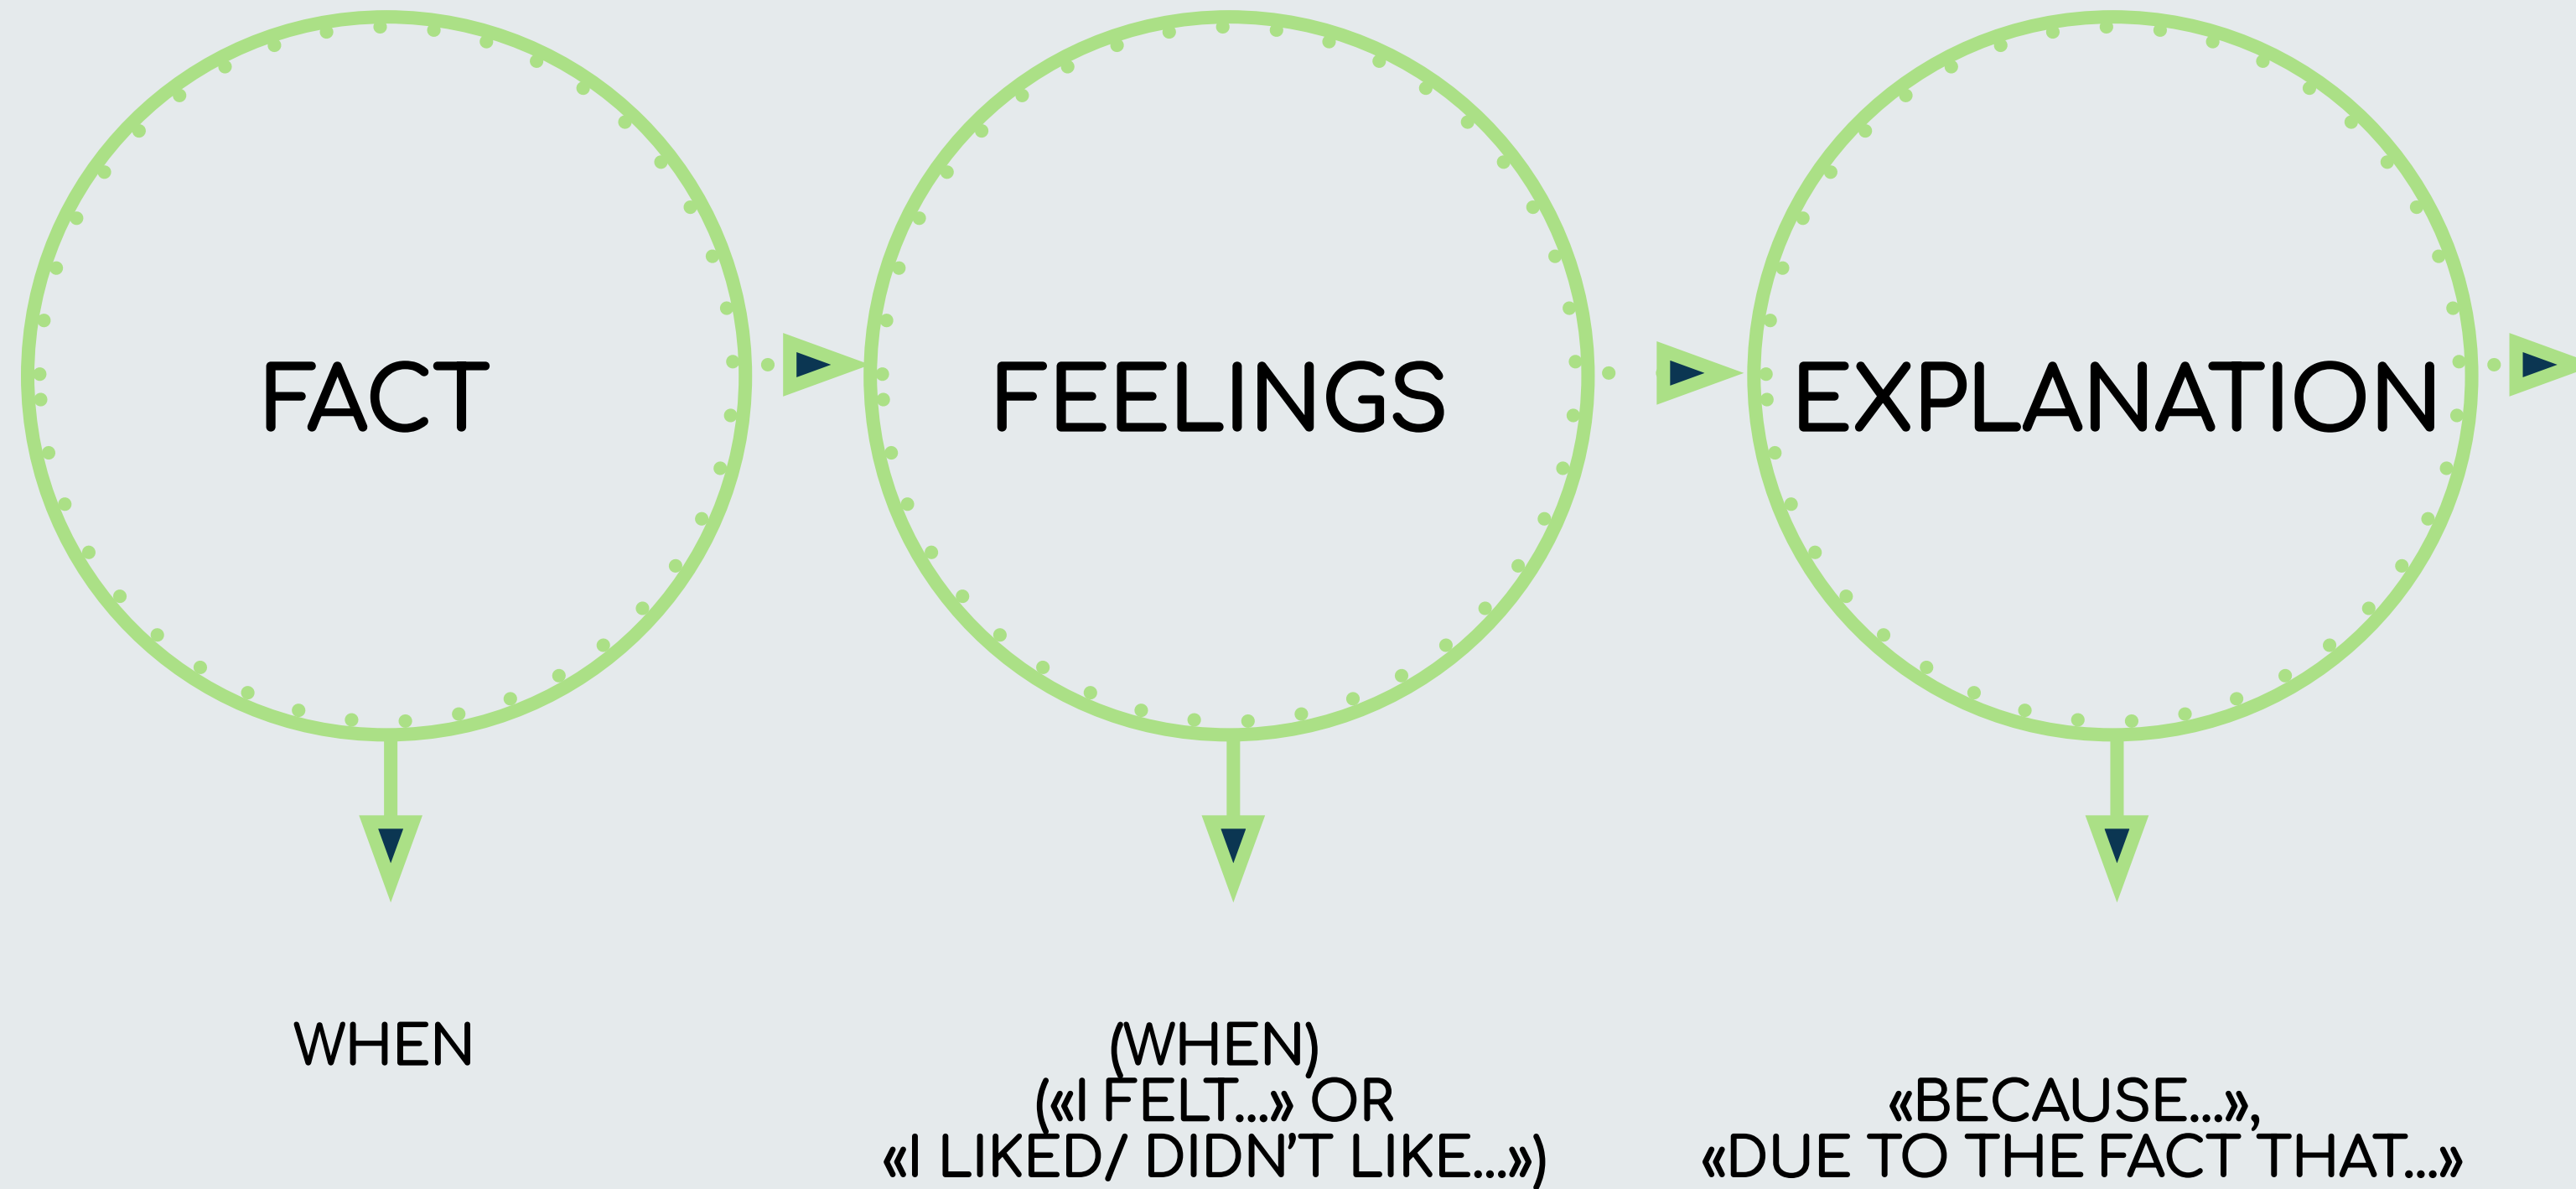 FACT
FEELINGS
EXPLANATION
WHEN
(WHEN)
(«I FELT...» OR
«I LIKED/ DIDN'T LIKE...»)
«BECAUSE...»,
«DUE TO THE FACT THAT...»